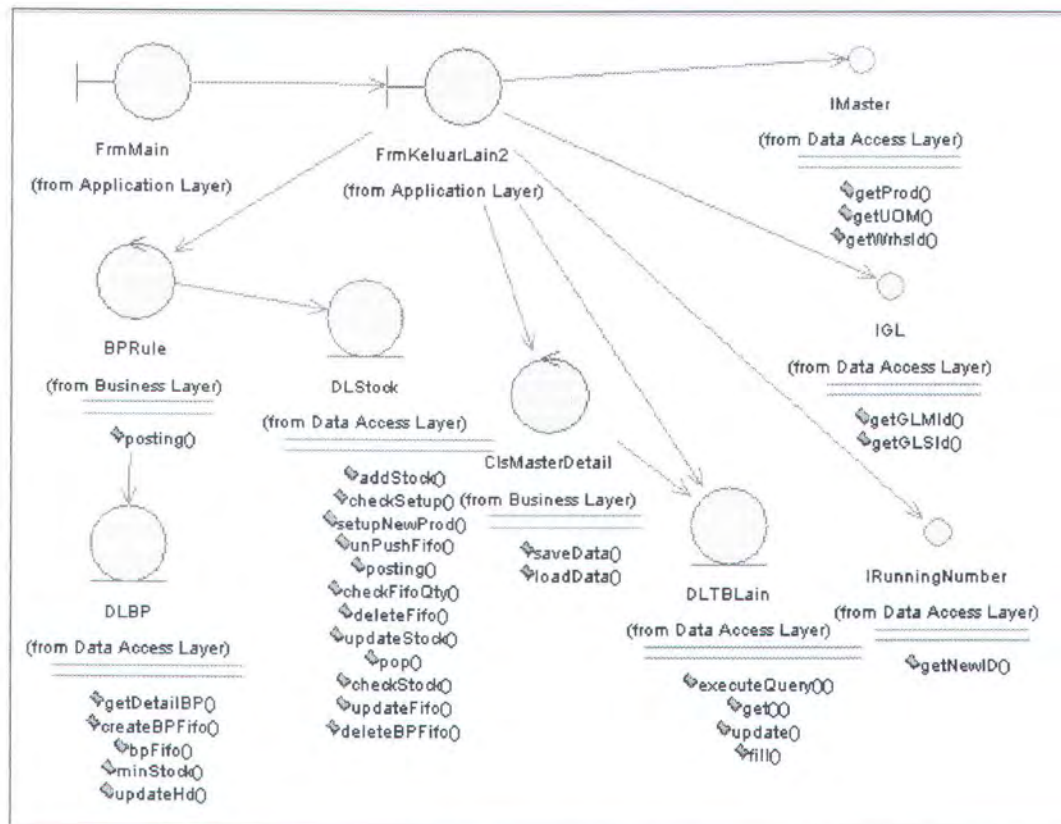 FrmMain
(from Application Layer)
FrmKeluarLain2
(from Application Layer)
IMaster
(from Data Access Layer)
getProd()
getUOM()
getWrhsId()
BPRule
(from Business Layer)
posting()
DLStock
(from Data Access Layer)
addStock()
checkSetup()
setupNewProd()
unPushFifo()
posting()
checkFifoQty()
deleteFifo()
updateStock()
pop()
checkStock()
updateFifo()
deleteBPFifo()
ClsMasterDetail
(from Business Layer)
saveData()
loadData()
IGL
(from Data Access Layer)
getGLMId()
getGLSId()
DLBP
(from Data Access Layer)
getDetailBP()
createBPFifo()
bpFifo()
minStock()
updateHd()
DLTBLain
(from Data Access Layer)
executeQuery()()
get()()
update()
fill()
IRunningNumber
(from Data Access Layer)
getNewID()